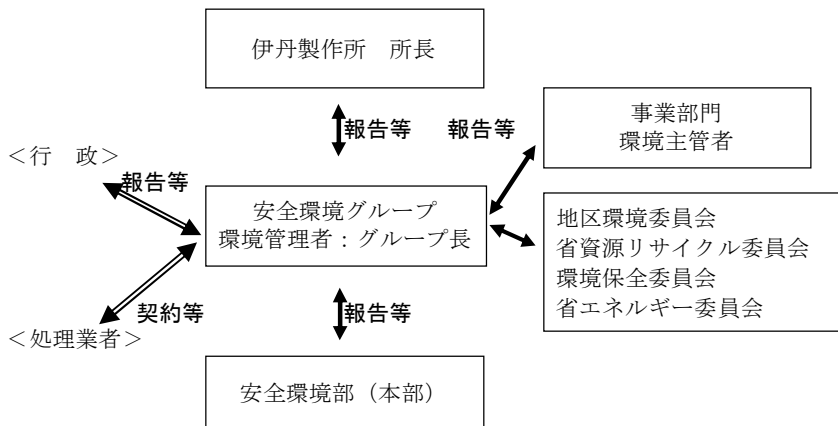 伊丹製作所　所長
報告等
報告等
事業部門
環境主管者
＜行　政＞
報告等
安全環境グループ
環境管理者：グループ長
地区環境委員会
省資源リサイクル委員会
環境保全委員会
省エネルギー委員会
契約等
報告等
＜処理業者＞
安全環境部（本部）